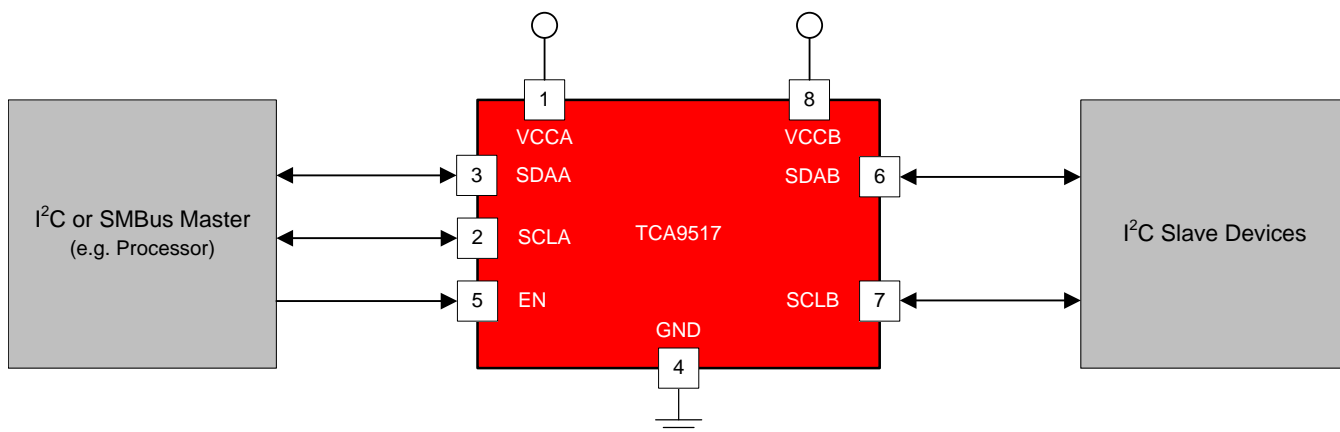 1
8
VCCA
VCCB
3
SDAA
SDAB
6
I²C or SMBus Master
(e.g. Processor)
2
SCLA
TCA9517
I²C Slave Devices
5
EN
SCLB
7
GND
4